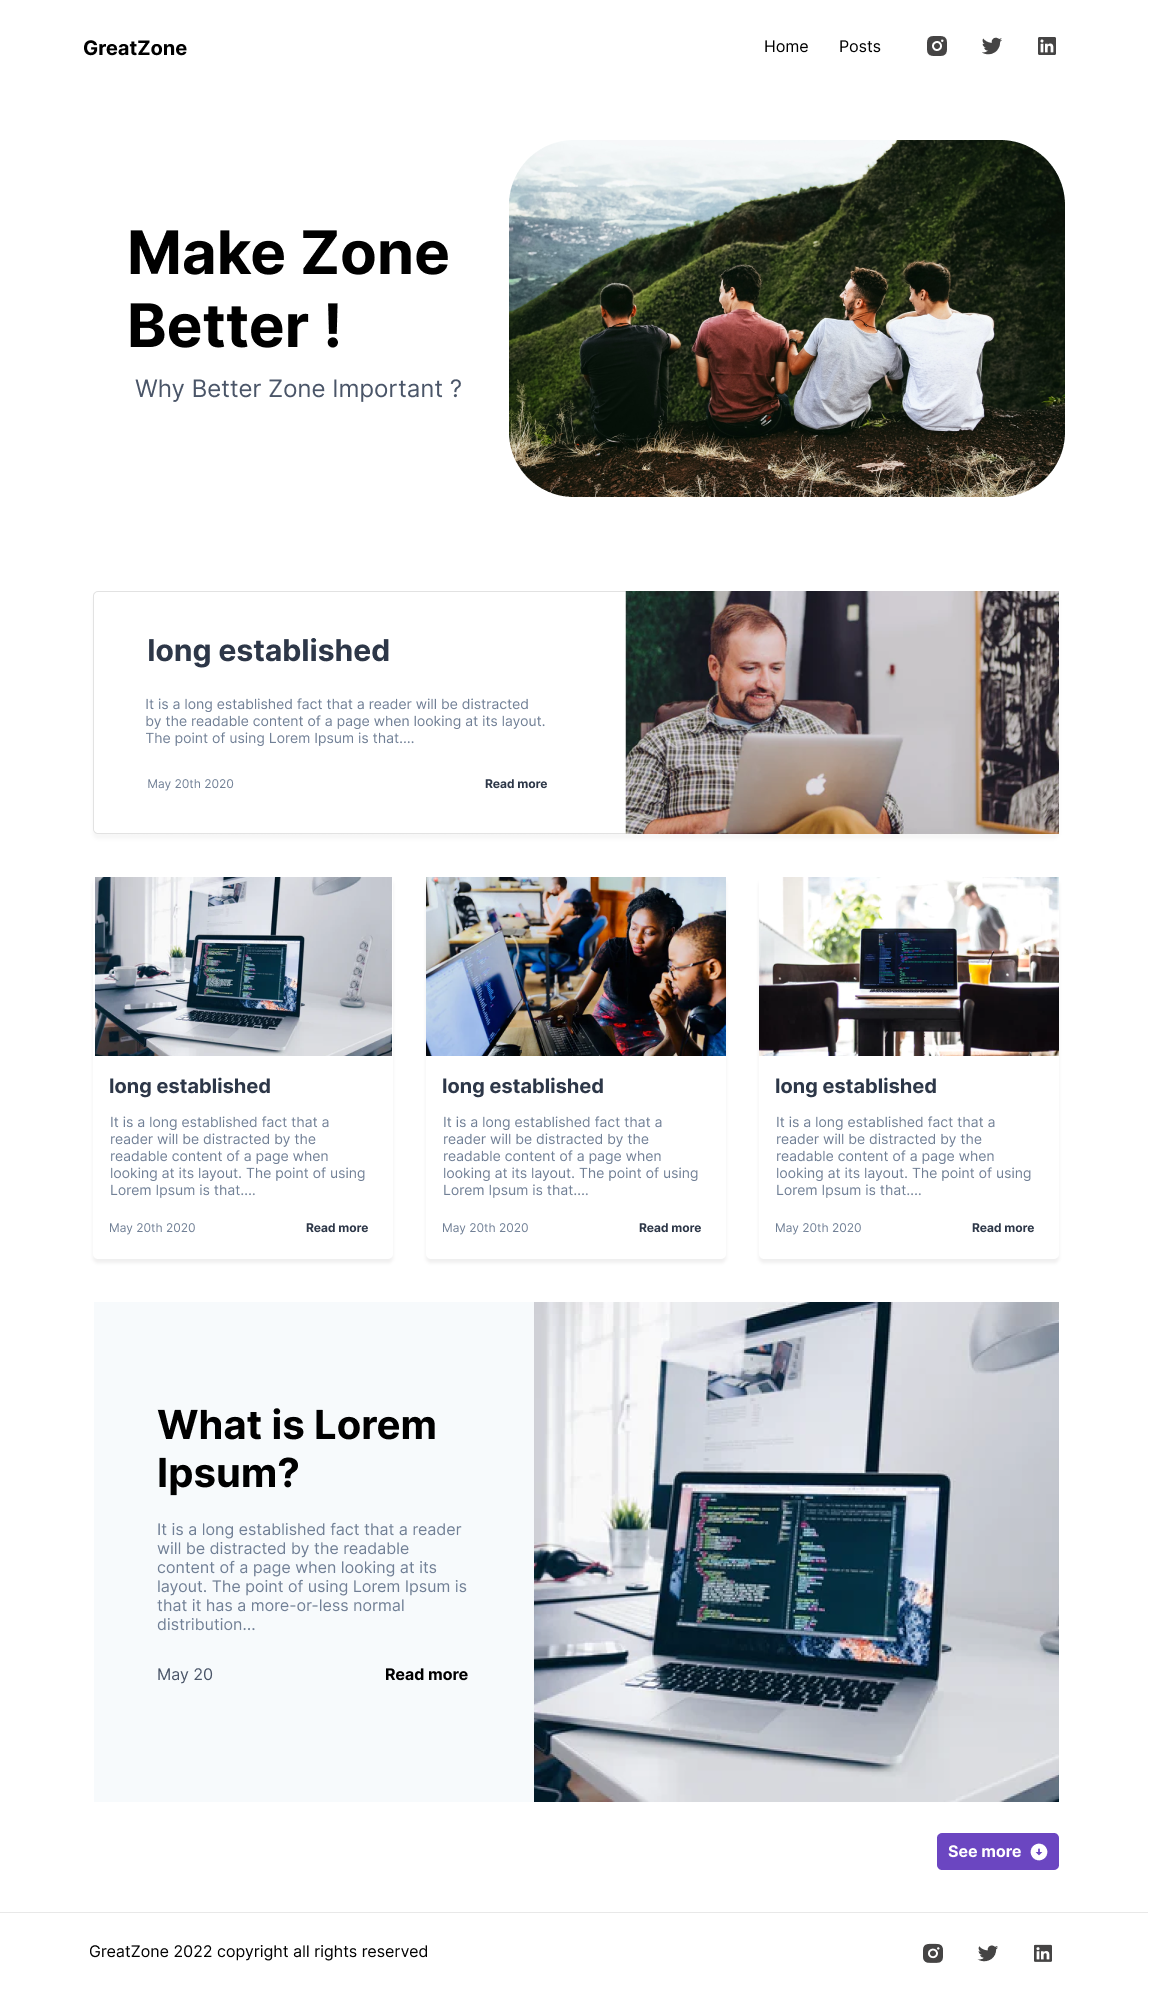 GreatZone
Home
Posts
Make Zone
Better !
Why Better Zone Important ?
long established
It is a long established fact that a reader will be distracted
by the readable content of a page when looking at its layout.
The point of using Lorem Ipsum is that....
May 20th 2020
Read more
long established
It is a long established fact that a
reader will be distracted by the
readable content of a page when
looking at its layout. The point of using
Lorem Ipsum is that....
May 20th 2020
Read more
long established
It is a long established fact that a
reader will be distracted by the
readable content of a page when
looking at its layout. The point of using
Lorem Ipsum is that....
May 20th 2020
Read more
long established
It is a long established fact that a
reader will be distracted by the
readable content of a page when
looking at its layout. The point of using
Lorem Ipsum is that....
May 20th 2020
Read more
What is Lorem
Ipsum?
It is a long established fact that a reader
will be distracted by the readable
content of a page when looking at its
layout. The point of using Lorem Ipsum is
that it has a more-or-less normal
distribution...
May 20
Read more
See more
GreatZone 2022 copyright all rights reserved